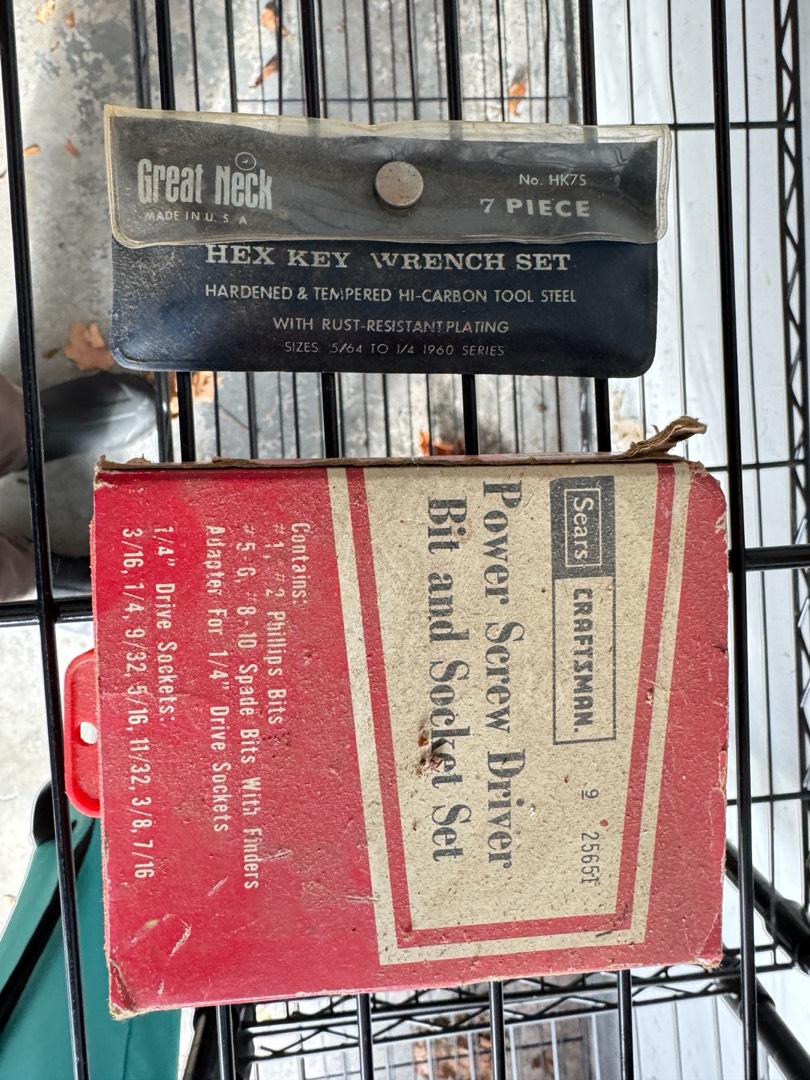 Great Neck
MADE IN U. S. A
No. HK7S
7 PIECE
HEX KEY WRENCH SET
HARDENED & TEMPERED HI-CARBON TOOL STEEL
WITH RUST-RESISTANT PLATING
SIZES 5/64 TO 1/4 1960 SERIES
Sears CRAFTSMAN. 9 25651
Power Screw Driver
Bit and Socket Set
Contains:
#1, #2 Phillips Bits
#5-6, #8-10 Spade Bits With Finders
Adapter For 1/4" Drive Sockets
1/4" Drive Sockets:
3/16, 1/4, 9/32, 5/16, 11/32, 3/8, 7/16